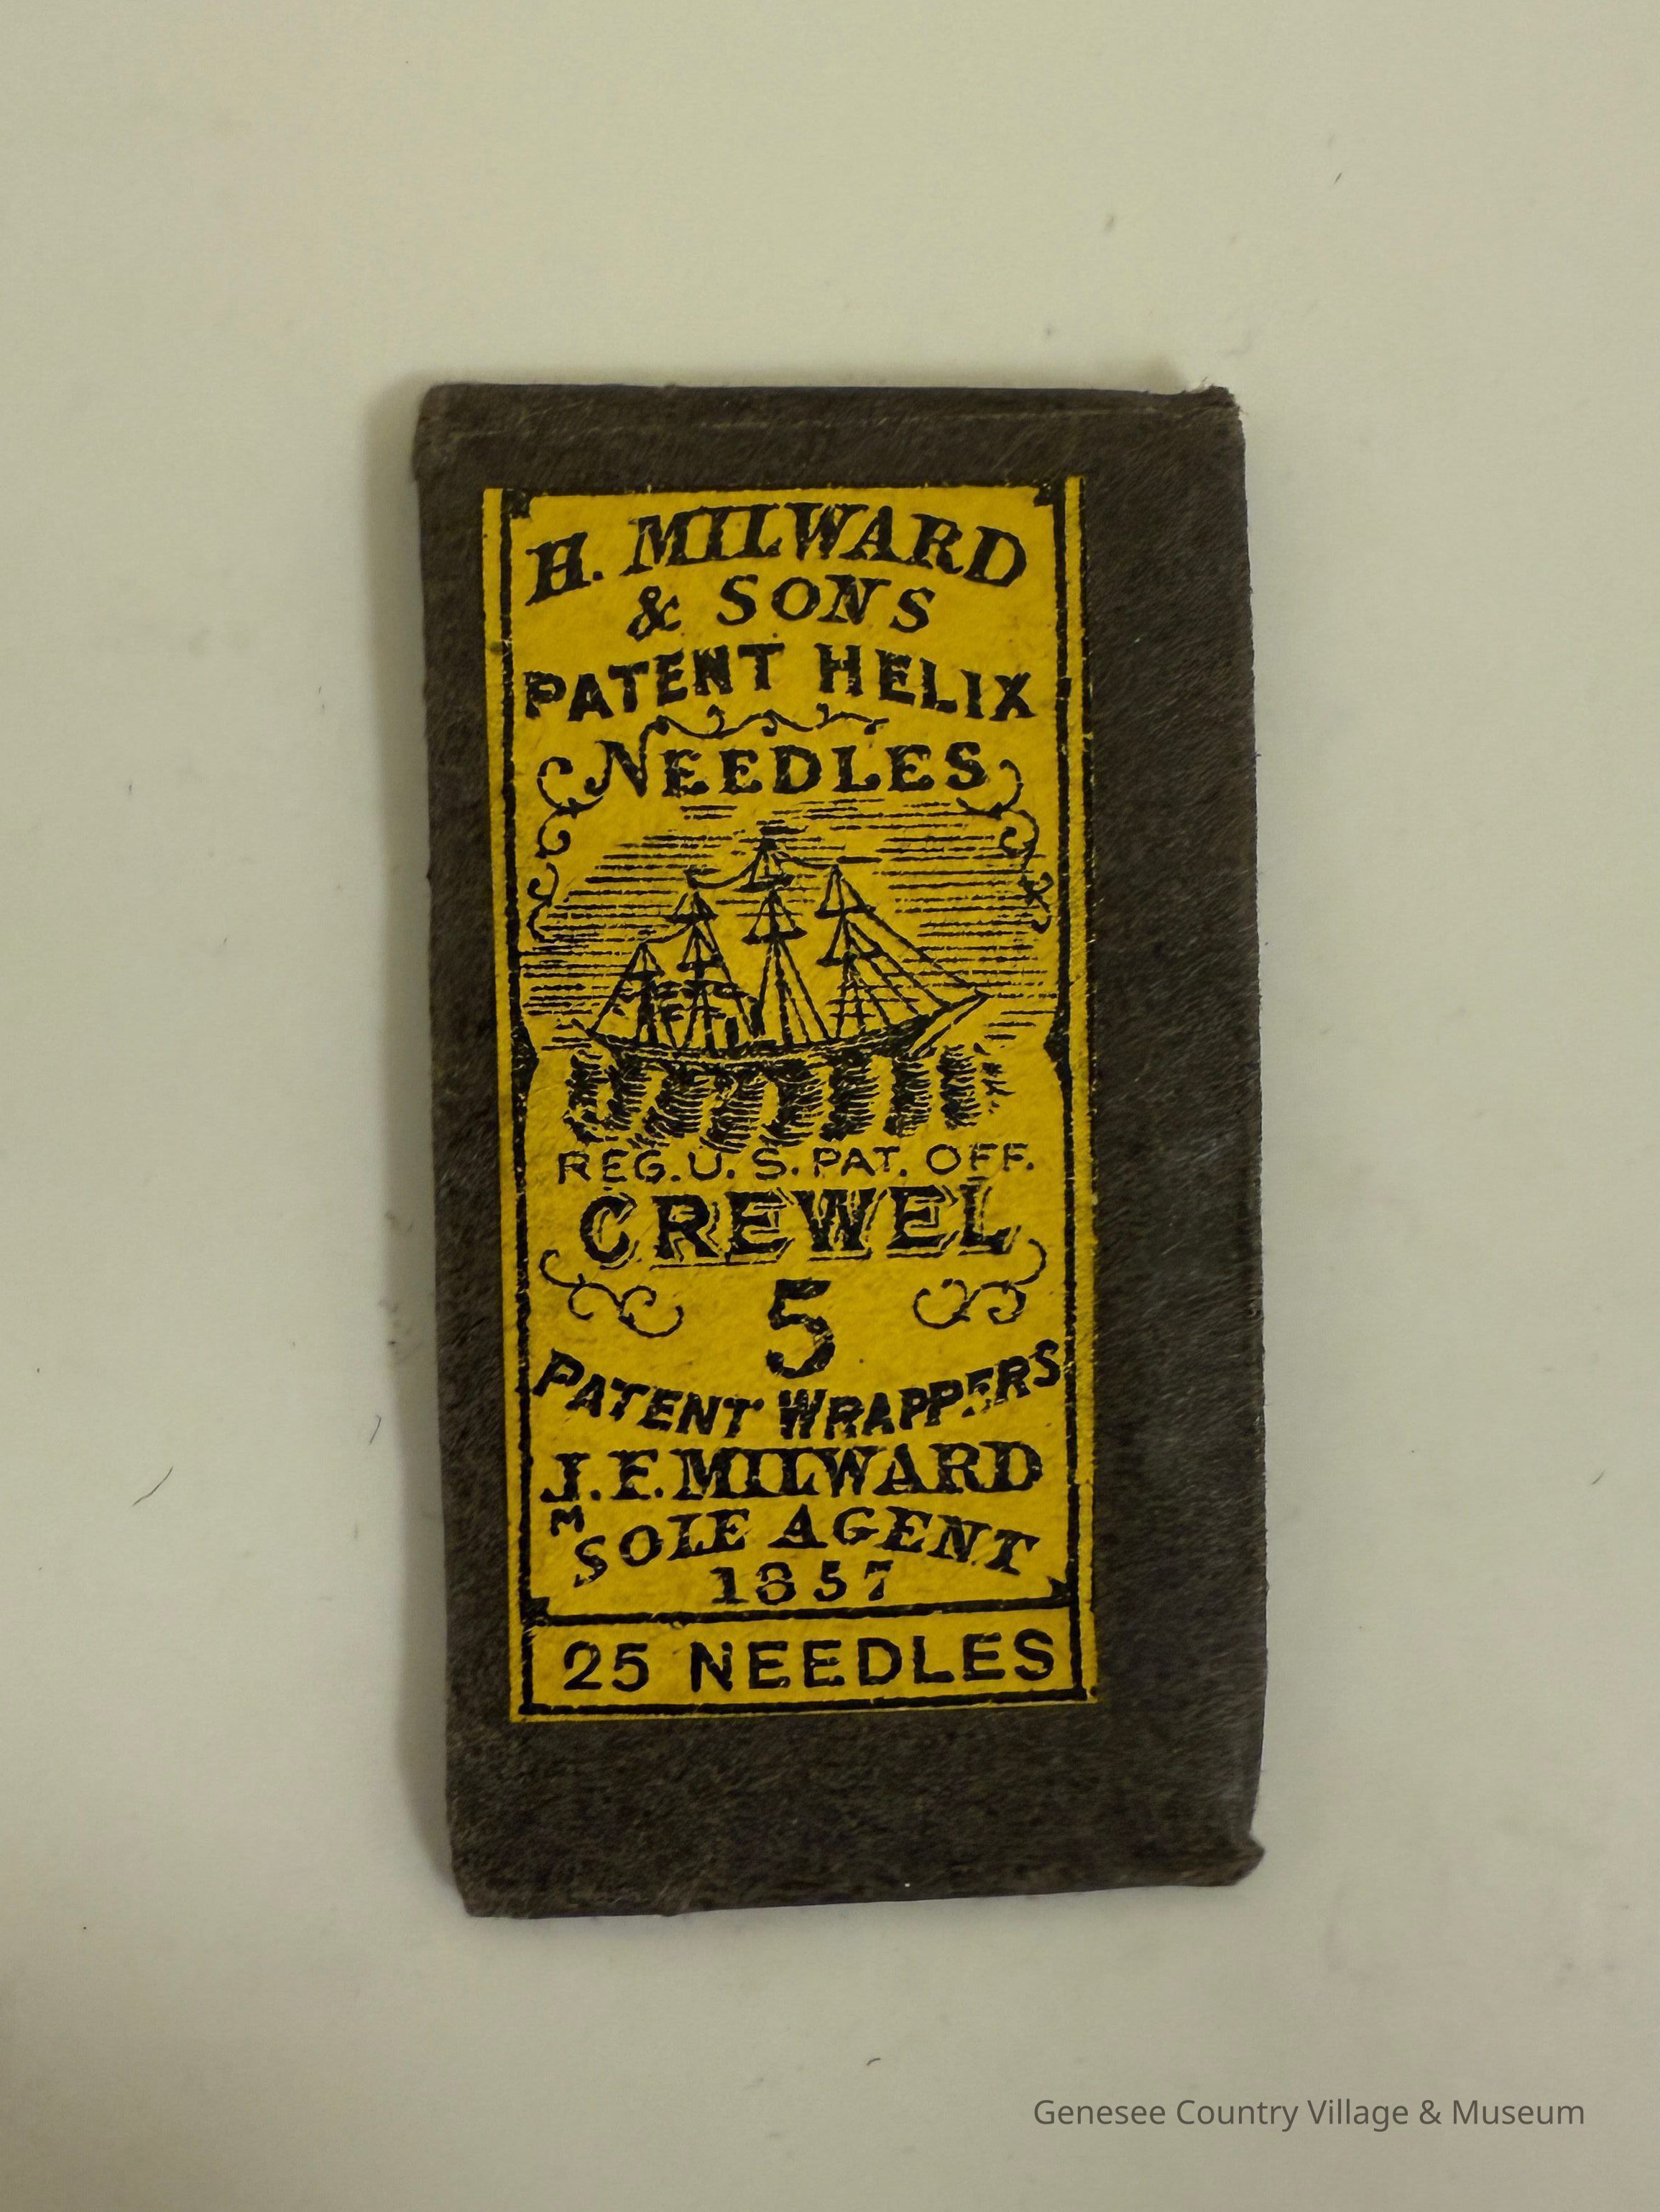 H. MILWARD
& SONS
PATENT HELIX
NEEDLES
REG. U. S. PAT. OFF.
CREWEL
5
PATENT WRAPPERS
J. F. MILWARD
M
SOLE AGENT
1857
25 NEEDLES
Genesee Country Village & Museum